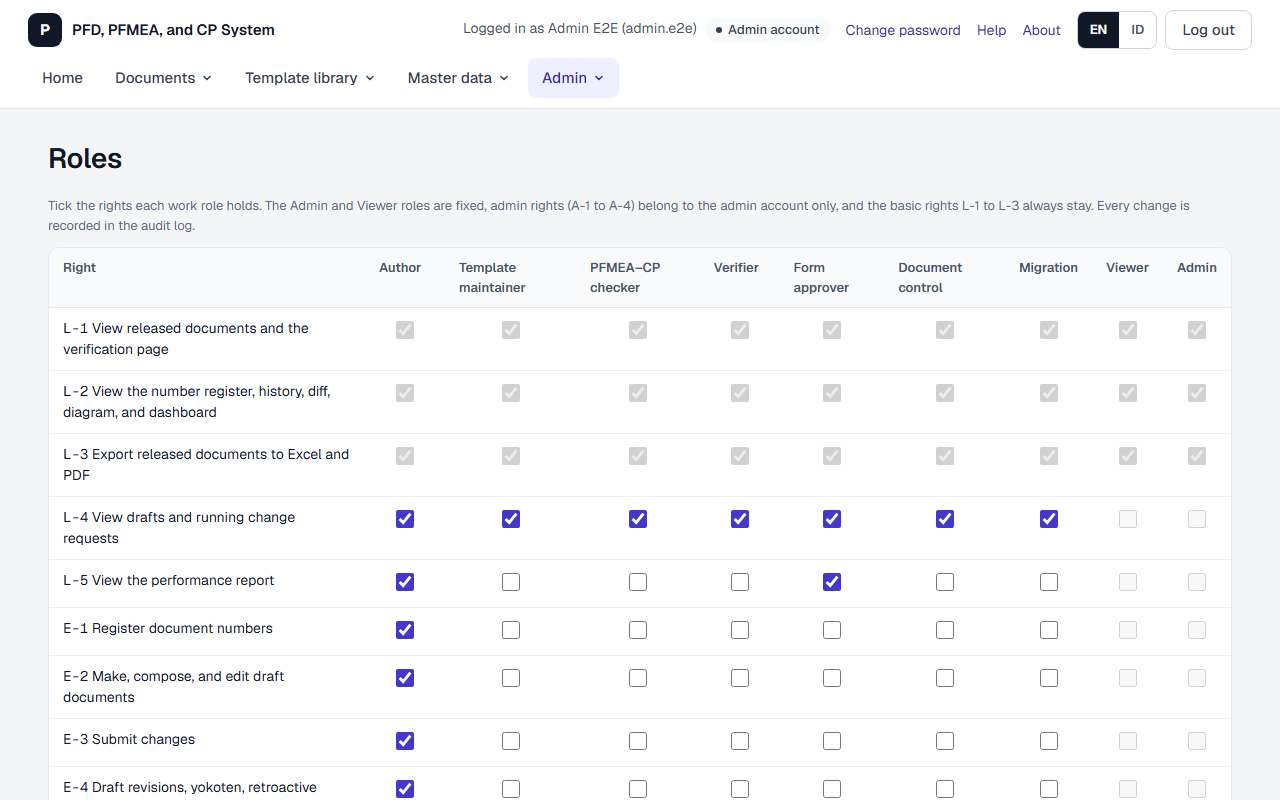 P PFD, PFMEA, and CP System
Logged in as Admin E2E (admin.e2e) Admin account Change password Help About EN ID Log out
Home Documents Template library Master data Admin
Roles
Tick the rights each work role holds. The Admin and Viewer roles are fixed, admin rights (A-1 to A-4) belong to the admin account only, and the basic rights L-1 to L-3 always stay. Every change is
recorded in the audit log.
Right Author Template maintainer PFMEA–CP checker Verifier Form approver Document control Migration Viewer Admin
L-1 View released documents and the
verification page
L-2 View the number register, history, diff,
diagram, and dashboard
L-3 Export released documents to Excel and
PDF
L-4 View drafts and running change
requests
L-5 View the performance report
E-1 Register document numbers
E-2 Make, compose, and edit draft
documents
E-3 Submit changes
E-4 Draft revisions, yokoten, retroactive